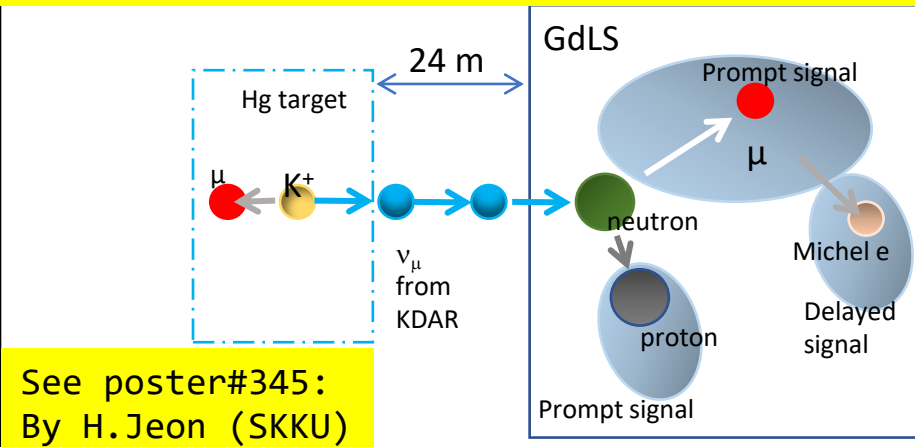 GdLS
24 m
Prompt signal
Hg target
μ
μ
K⁺
neutron
Michel e
νμ
from
KDAR
Delayed
signal
proton
See poster#345:
By H.Jeon (SKKU)
Prompt signal